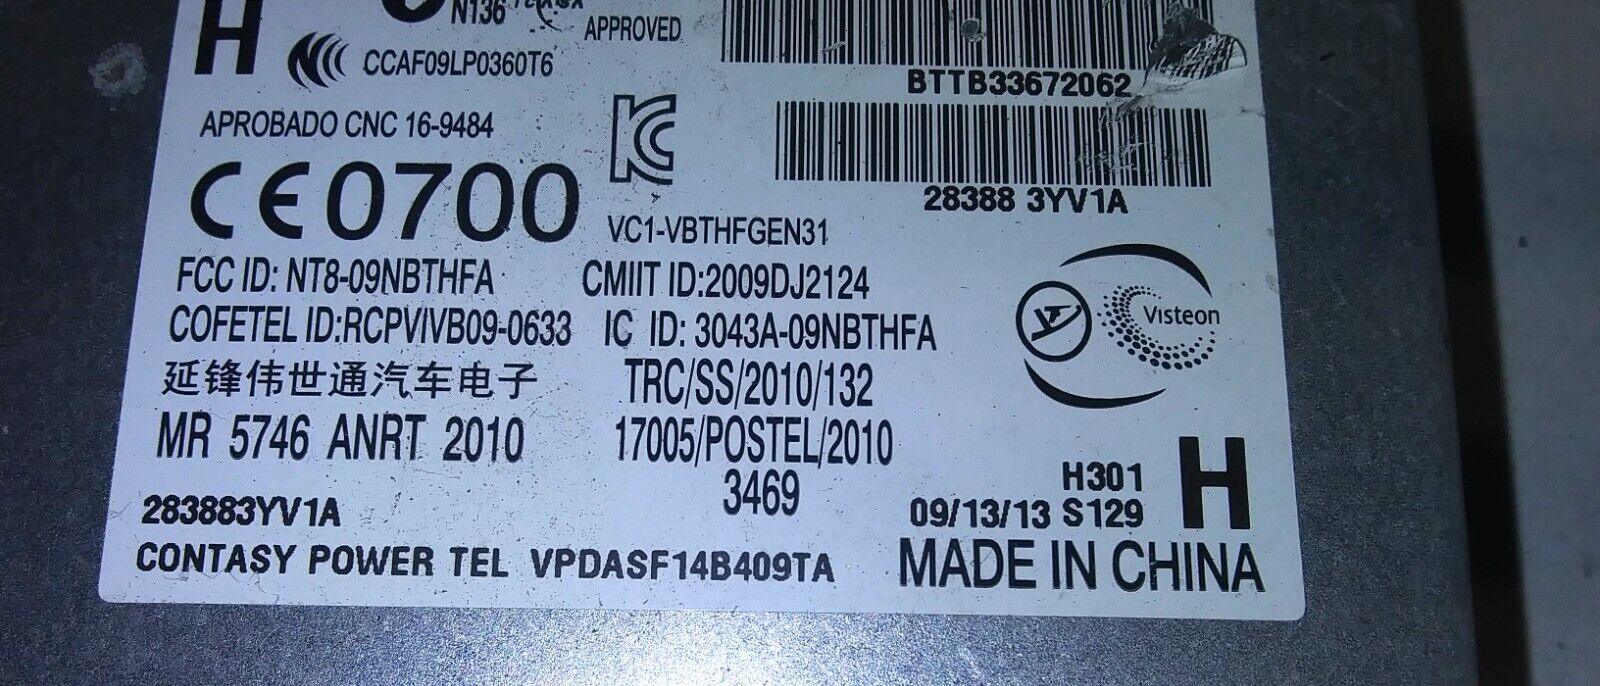 H
N136
APPROVED
CCAF09LP0360T6
BTTB33672062
APROBADO CNC 16-9484
28388 3YV1A
CE0700
VC1-VBTHFGEN31
FCC ID: NT8-09NBTHFA
CMIIT ID:2009DJ2124
Visteon
COFETEL ID:RCPVIVB09-0633
IC ID: 3043A-09NBTHFA
延锋伟世通汽车电子
TRC/SS/2010/132
MR 5746 ANRT 2010
17005/POSTEL/2010
3469
H301
H
283883YV1A
09/13/13 S129
CONTASY POWER TEL VPDASF14B409TA
MADE IN CHINA